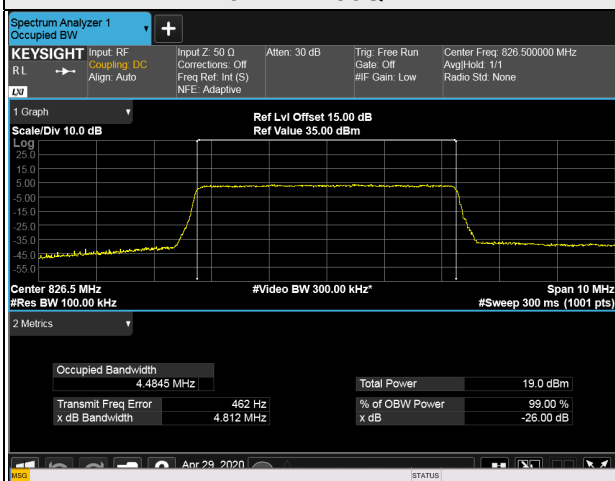 Spectrum Analyzer 1
Occupied BW
KEYSIGHT
R L
LXI
Input: RF
Coupling: DC
Align: Auto
Input Z: 50 Ω
Corrections: Off
Freq Ref: Int (S)
NFE: Adaptive
Atten: 30 dB
Trig: Free Run
Gate: Off
#IF Gain: Low
Center Freq: 826.500000 MHz
Avg|Hold: 1/1
Radio Std: None
1 Graph
Scale/Div 10.0 dB
Ref Lvl Offset 15.00 dB
Ref Value 35.00 dBm
Log
25.0
15.0
5.00
-5.00
-15.0
-25.0
-35.0
-45.0
-55.0
Center 826.5 MHz
#Res BW 100.00 kHz
#Video BW 300.00 kHz*
Span 10 MHz
#Sweep 300 ms (1001 pts)
2 Metrics
Occupied Bandwidth
4.4845 MHz
Total Power 19.0 dBm
Transmit Freq Error 462 Hz
% of OBW Power 99.00 %
x dB Bandwidth 4.812 MHz
x dB -26.00 dB
Apr 29, 2020
MSG
STATUS